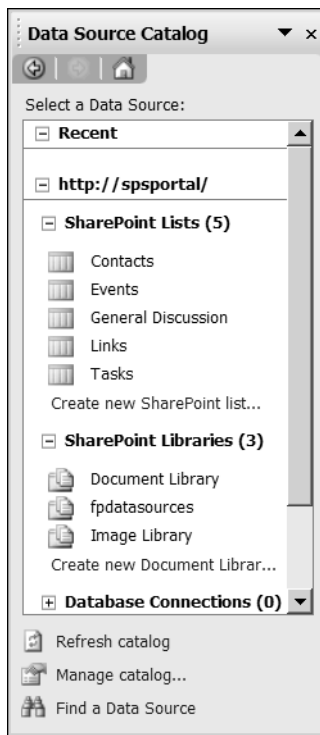 Data Source Catalog
Select a Data Source:
Recent
http://spsportal/
SharePoint Lists (5)
Contacts
Events
General Discussion
Links
Tasks
Create new SharePoint list...
SharePoint Libraries (3)
Document Library
fpdatasources
Image Library
Create new Document Librar...
Database Connections (0)
Refresh catalog
Manage catalog...
Find a Data Source